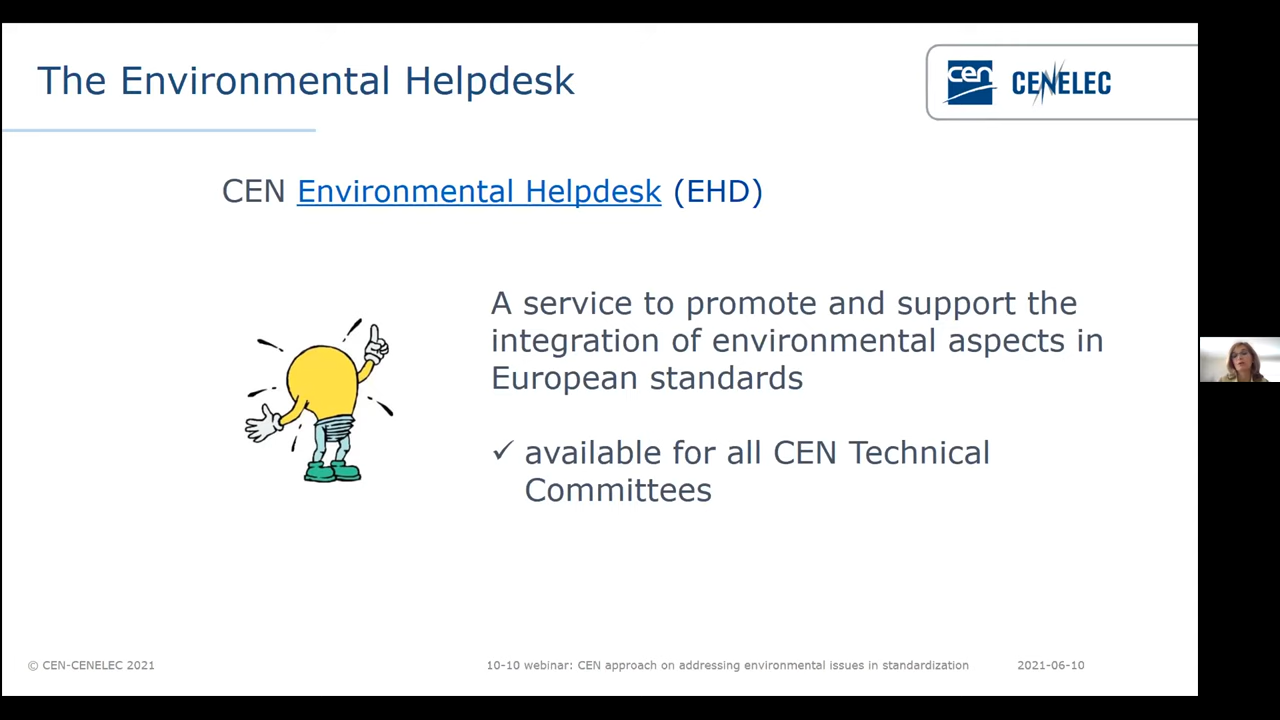 The Environmental Helpdesk
cen CENELEC
CEN Environmental Helpdesk (EHD)
A service to promote and support the
integration of environmental aspects in
European standards
✓ available for all CEN Technical
Committees
© CEN-CENELEC 2021
10-10 webinar: CEN approach on addressing environmental issues in standardization
2021-06-10